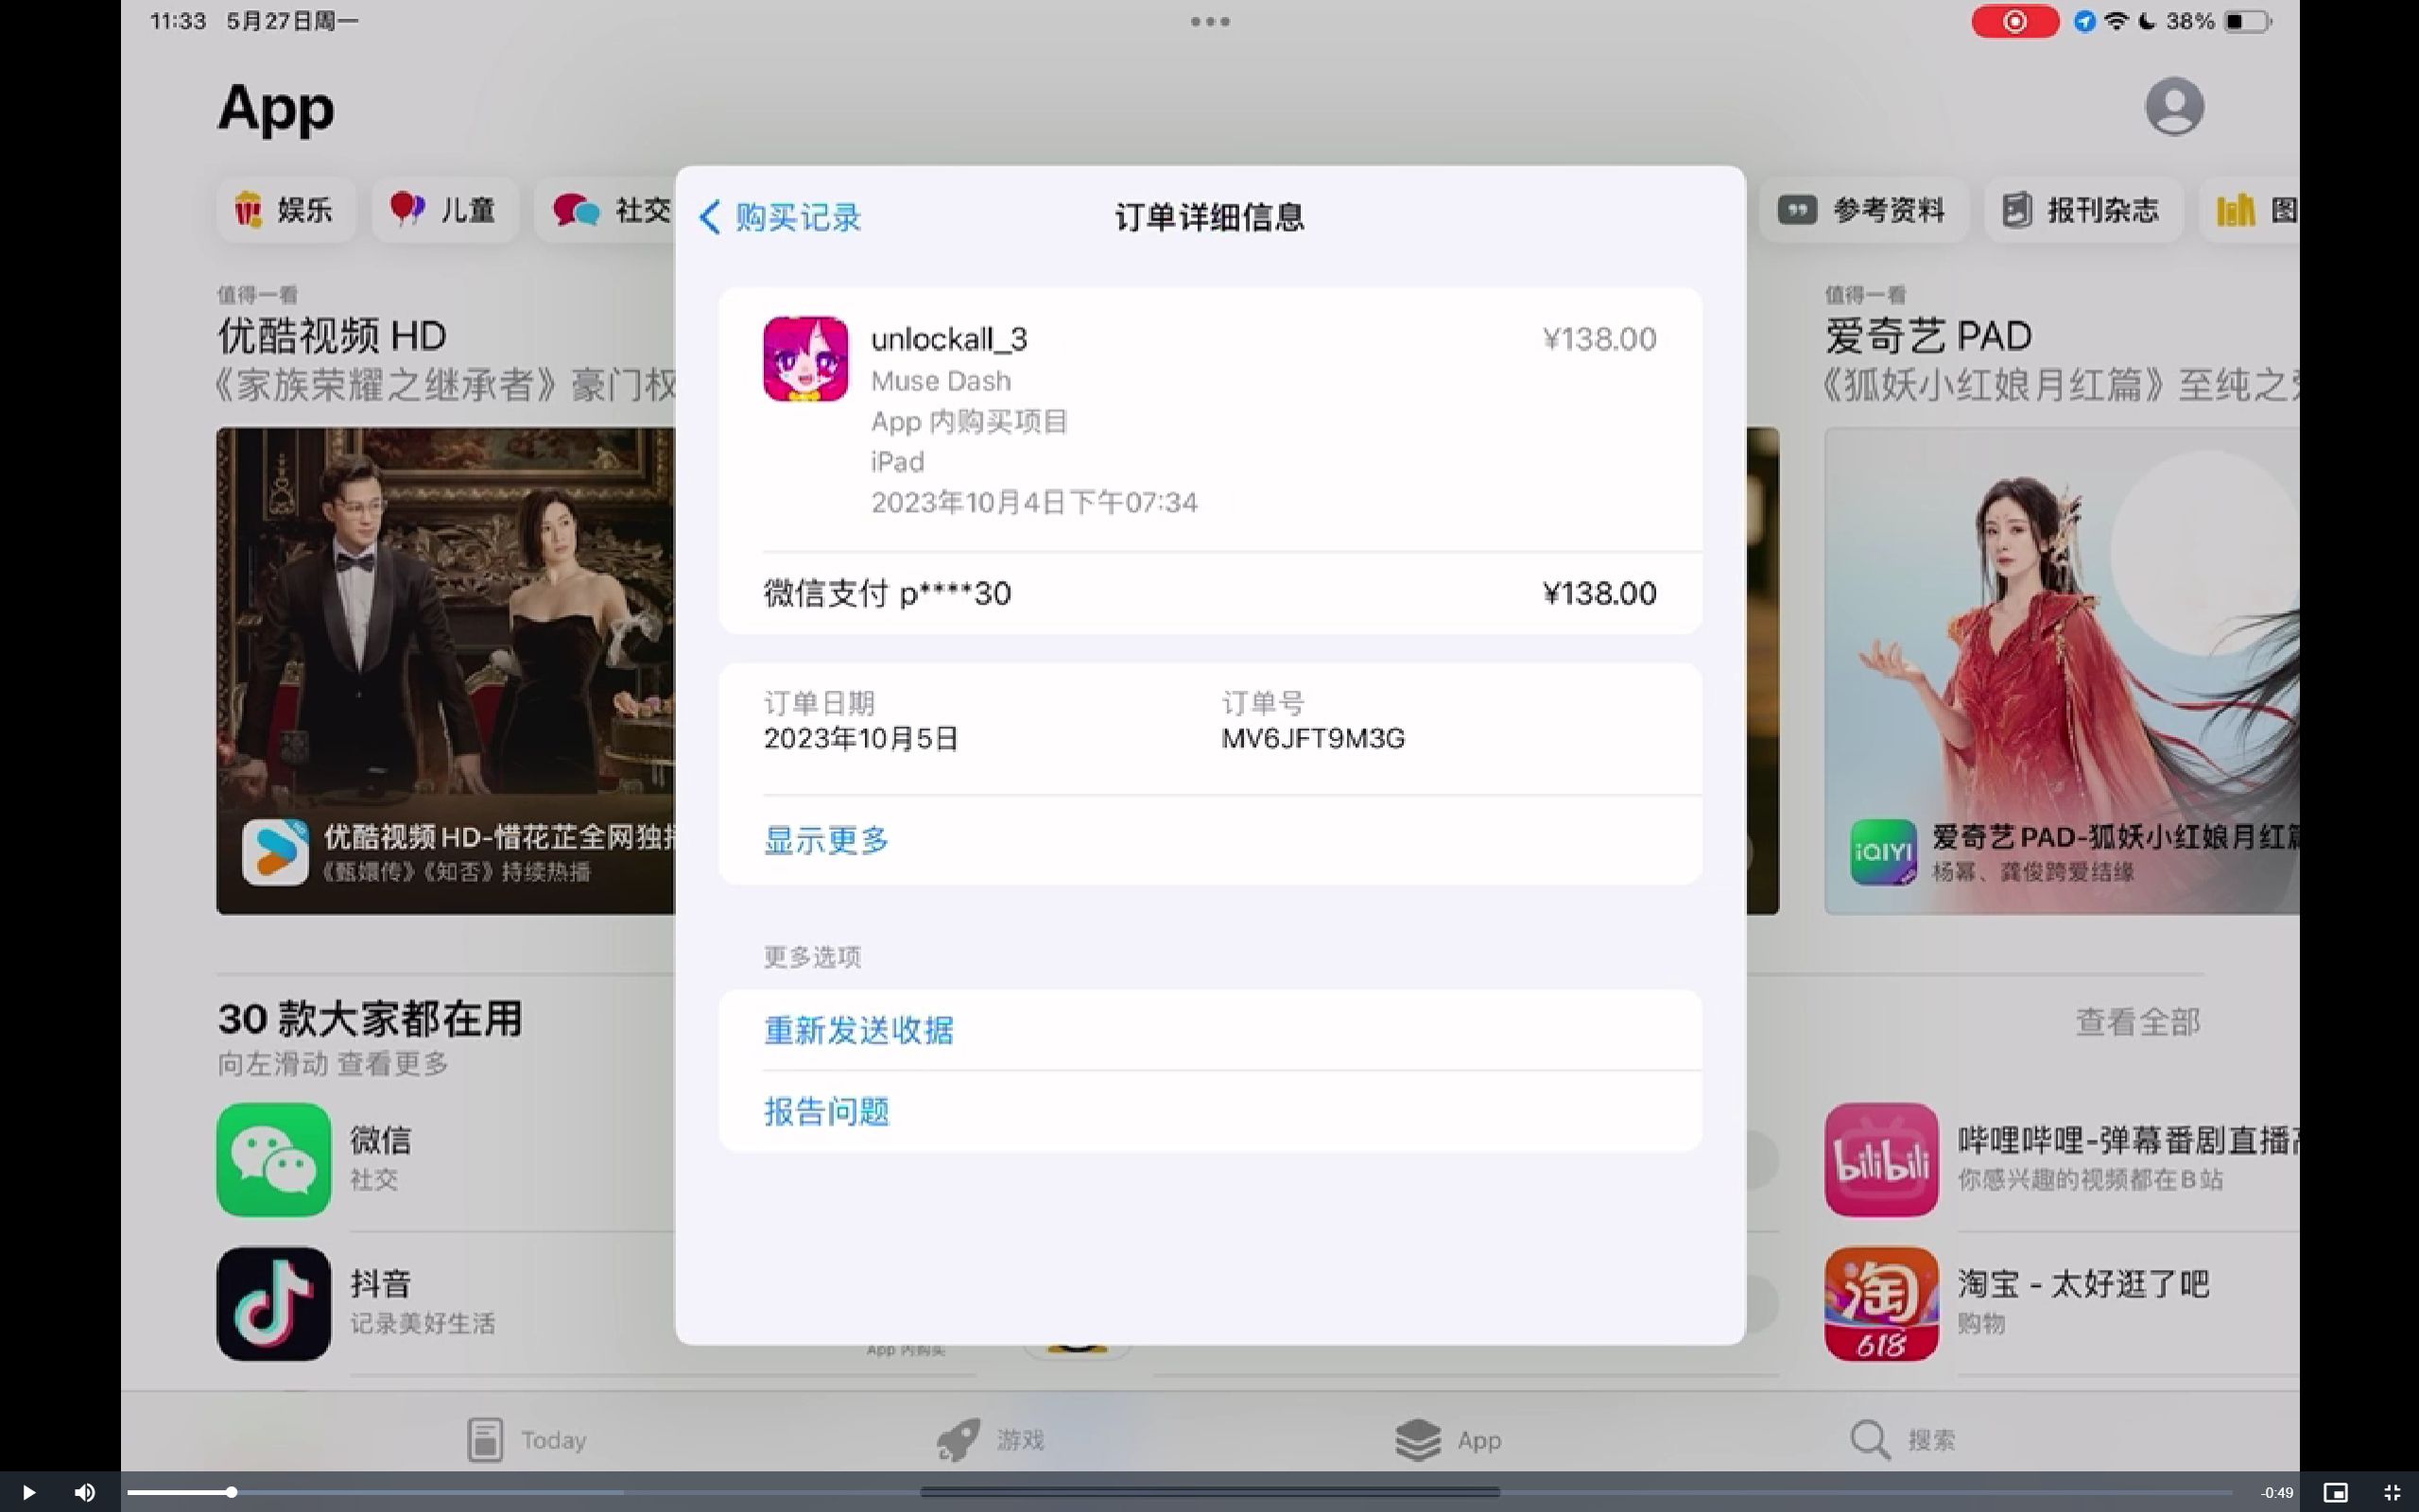 11:33 5月27日周一
38%
App
娱乐
儿童
社交
参考资料
报刊杂志
图
值得一看
优酷视频 HD
《家族荣耀之继承者》豪门权
优酷视频 HD-惜花芷全网独播
《甄嬛传》《知否》持续热播
值得一看
爱奇艺 PAD
《狐妖小红娘月红篇》至纯之爱
iQIYI
爱奇艺 PAD-狐妖小红娘月红篇
杨幂、龚俊跨爱结缘
购买记录
订单详细信息
unlockall_3
¥138.00
Muse Dash
App 内购买项目
iPad
2023年10月4日下午07:34
微信支付 p****30
¥138.00
订单日期
订单号
2023年10月5日
MV6JFT9M3G
显示更多
更多选项
重新发送收据
报告问题
30 款大家都在用
向左滑动 查看更多
查看全部
微信
社交
抖音
记录美好生活
App 内购买
bilibili
哔哩哔哩-弹幕番剧直播高
你感兴趣的视频都在B站
淘
618
淘宝 - 太好逛了吧
购物
Today
游戏
App
搜索
-0:49